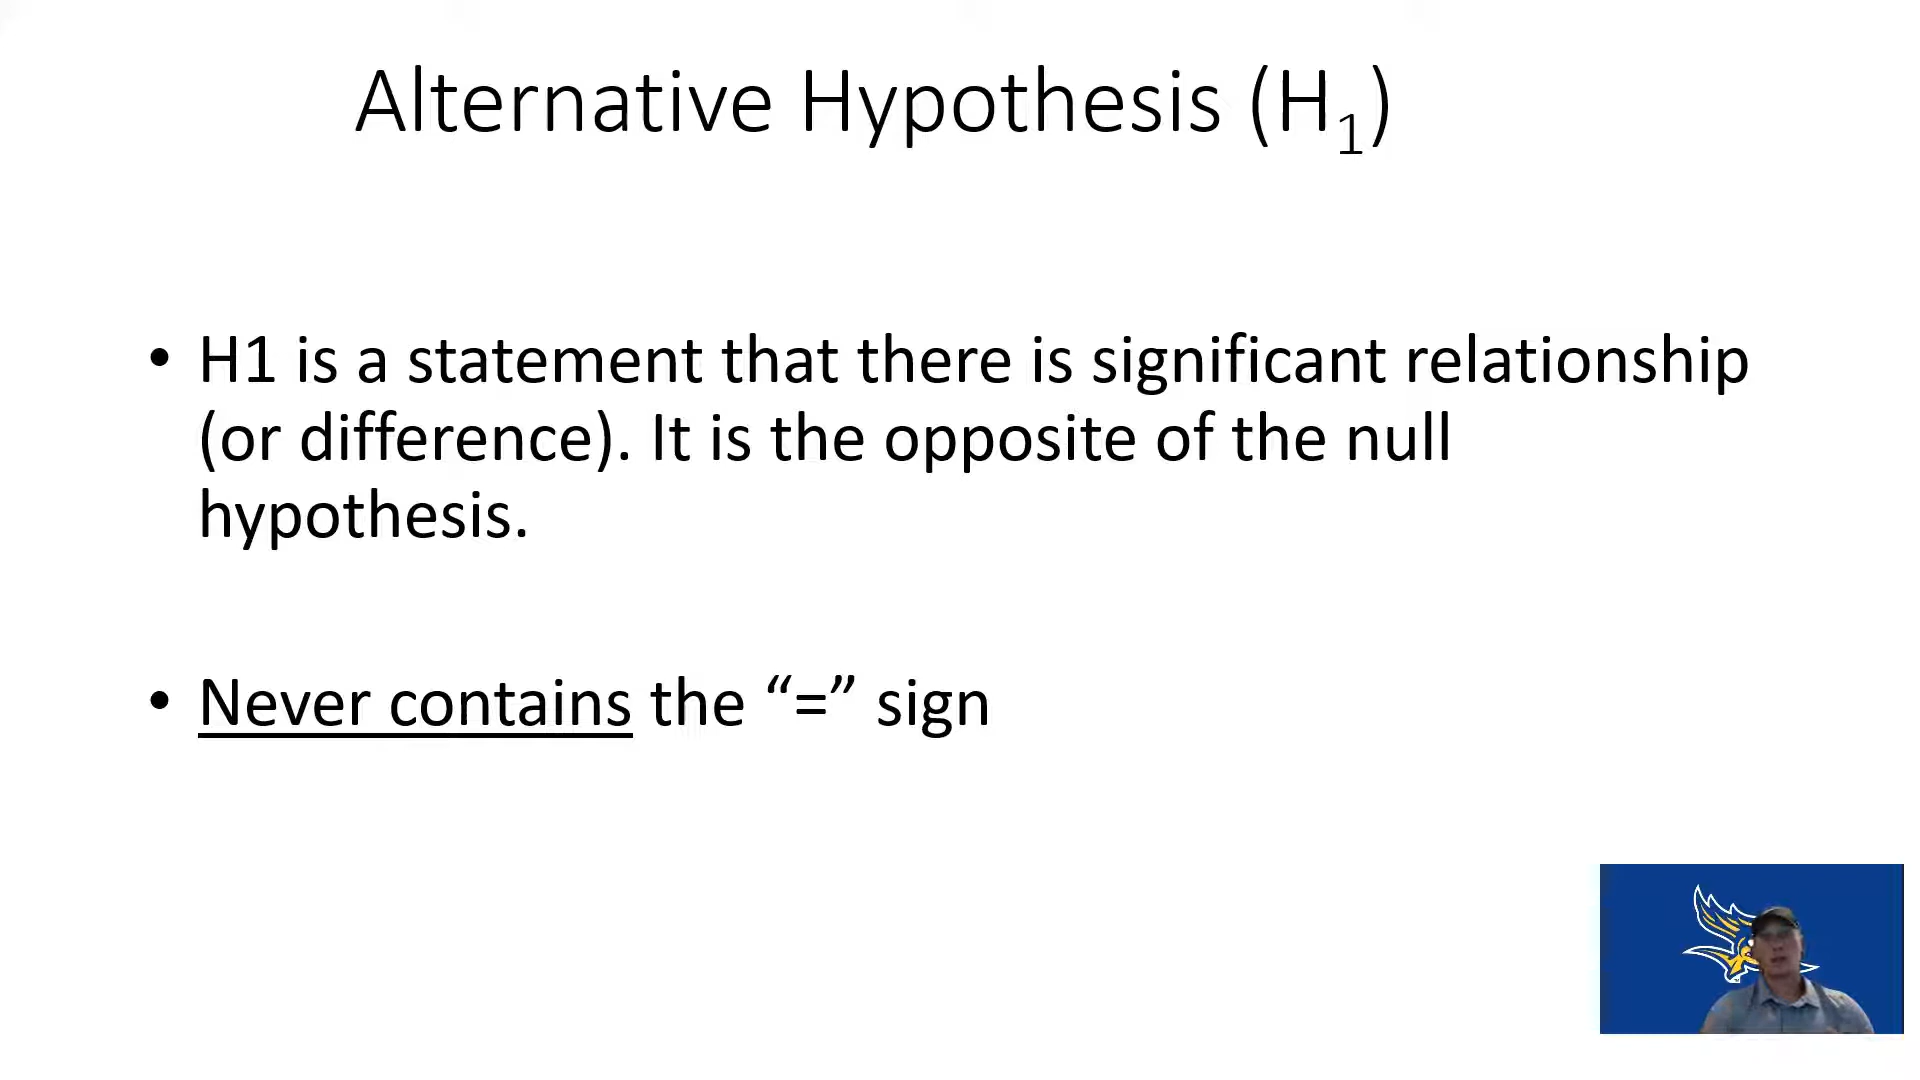 Alternative Hypothesis (H₁)
• H1 is a statement that there is significant relationship
(or difference). It is the opposite of the null
hypothesis.
• Never contains the “=” sign